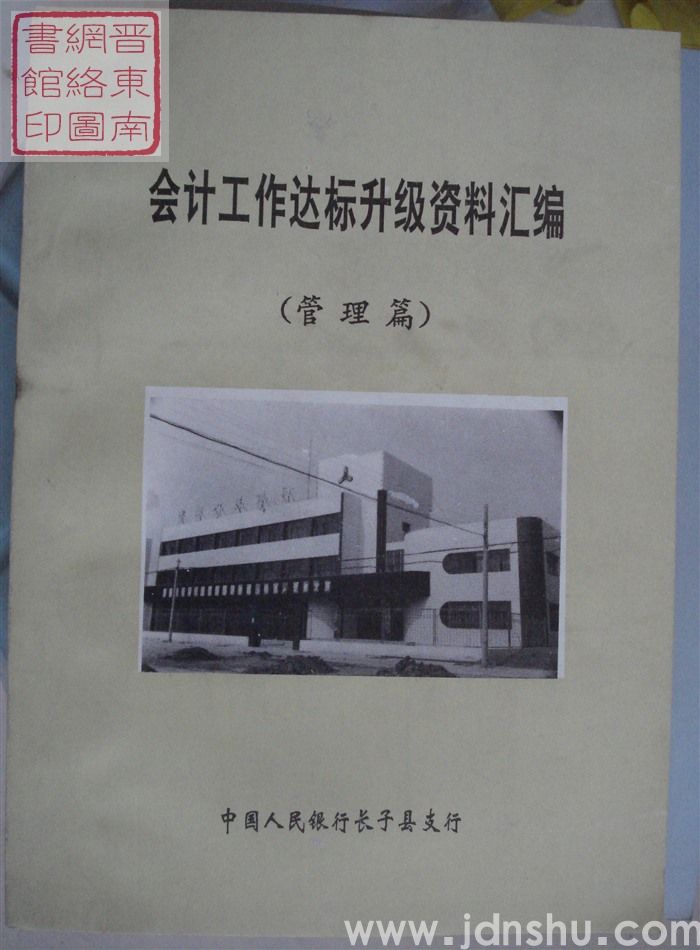 晋東南
網絡圖
書館印
会计工作达标升级资料汇编
(管理篇)
中国人民银行长子县支行
www.jdnshu.com